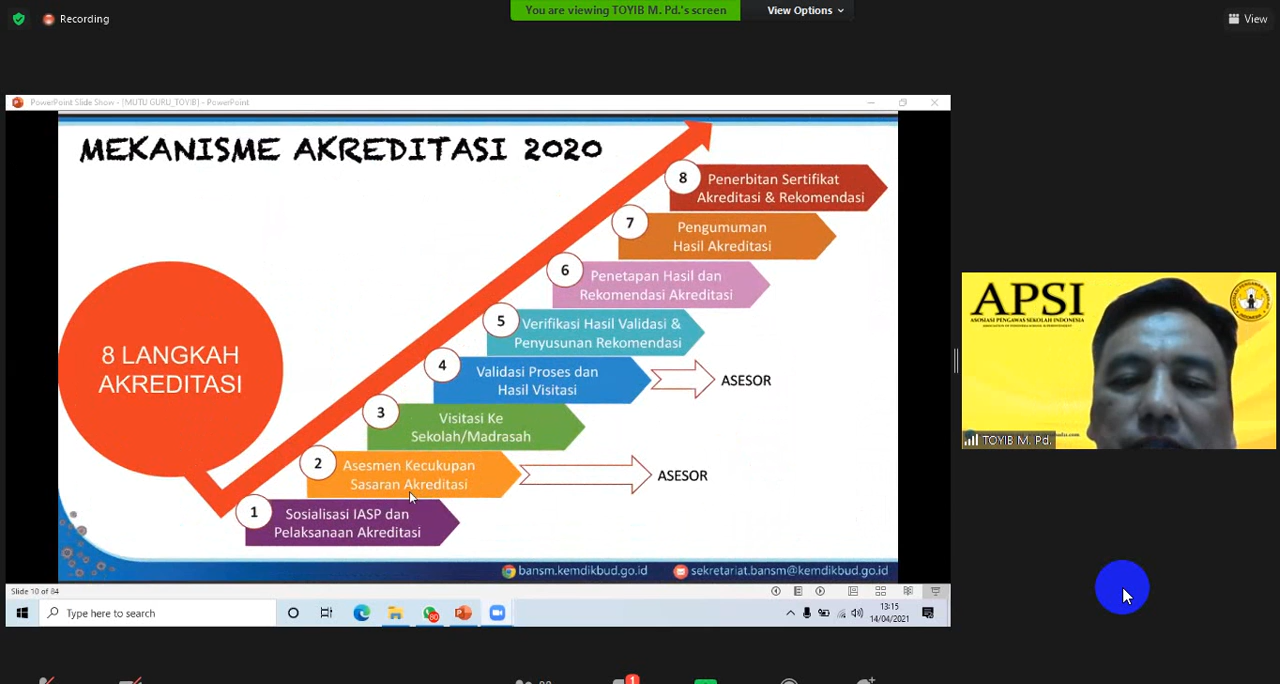 Recording
You are viewing TOYIB M. Pd.'s screen
View Options
View
PowerPoint Slide Show - [MUTU GURU_TOYIB] - PowerPoint
MEKANISME AKREDITASI 2020
8 LANGKAH
AKREDITASI
8
Penerbitan Sertifikat
Akreditasi & Rekomendasi
7
Pengumuman
Hasil Akreditasi
6
Penetapan Hasil dan
Rekomendasi Akreditasi
5
Verifikasi Hasil Validasi &
Penyusunan Rekomendasi
4
Validasi Proses dan
Hasil Visitasi
ASESOR
3
Visitasi Ke
Sekolah/Madrasah
2
Asesmen Kecukupan
Sasaran Akreditasi
ASESOR
1
Sosialisasi IASP dan
Pelaksanaan Akreditasi
bansm.kemdikbud.go.id
sekretariat.bansm@kemdikbud.go.id
Slide 10 of 84
Type here to search
80
13:15
14/04/2021
APSI
ASOSIASI PENGAWAS SEKOLAH INDONESIA
TOYIB M. Pd.
1